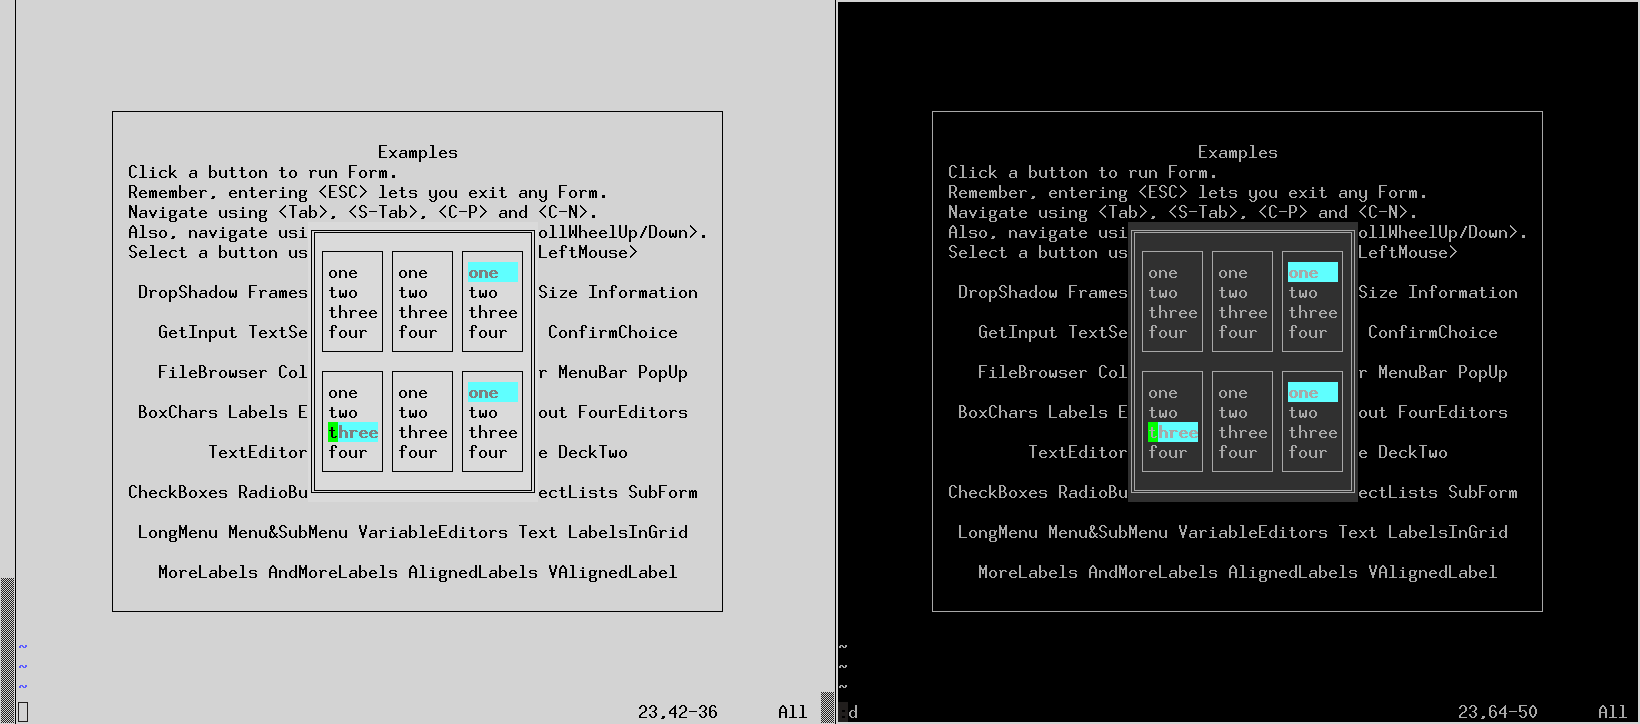 Examples
Click a button to run Form.
Remember, entering <ESC> lets you exit any Form.
Navigate using <Tab>, <S-Tab>, <C-P> and <C-N>.
Also, navigate usi ollWheelUp/Down>.
Select a button us LeftMouse>
one one one
two two two
three three three
four four four
DropShadow Frames Size Information
GetInput TextSe ConfirmChoice
FileBrowser Col r MenuBar PopUp
one one one
two two two
three three three
four four four
BoxChars Labels E out FourEditors
TextEditor e DeckTwo
CheckBoxes RadioBu ectLists SubForm
LongMenu Menu&SubMenu VariableEditors Text LabelsInGrid
MoreLabels AndMoreLabels AlignedLabels VAlignedLabel
~
~
~
23,42-36 All
Examples
Click a button to run Form.
Remember, entering <ESC> lets you exit any Form.
Navigate using <Tab>, <S-Tab>, <C-P> and <C-N>.
Also, navigate usi ollWheelUp/Down>.
Select a button us LeftMouse>
one one one
two two two
three three three
four four four
DropShadow Frames Size Information
GetInput TextSe ConfirmChoice
FileBrowser Col r MenuBar PopUp
one one one
two two two
three three three
four four four
BoxChars Labels E out FourEditors
TextEditor e DeckTwo
CheckBoxes RadioBu ectLists SubForm
LongMenu Menu&SubMenu VariableEditors Text LabelsInGrid
MoreLabels AndMoreLabels AlignedLabels VAlignedLabel
~
~
~
:d 23,64-50 All